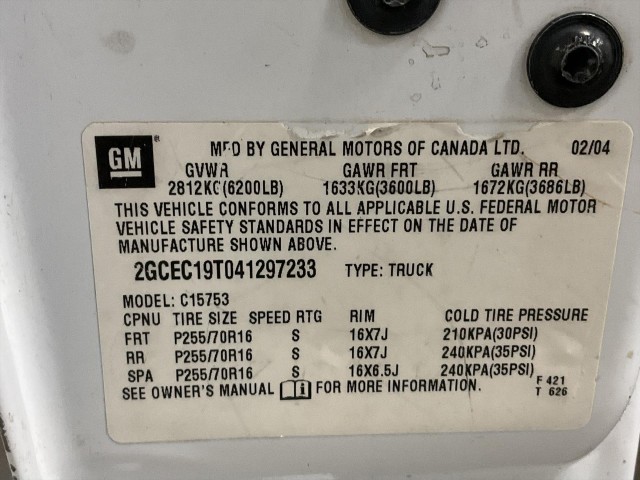 GM ® MFD BY GENERAL MOTORS OF CANADA LTD. 02/04
GVWR GAWR FRT GAWR RR
2812KG(6200LB) 1633KG(3600LB) 1672KG(3686LB)
THIS VEHICLE CONFORMS TO ALL APPLICABLE U.S. FEDERAL MOTOR
VEHICLE SAFETY STANDARDS IN EFFECT ON THE DATE OF
MANUFACTURE SHOWN ABOVE.
2GCEC19T041297233 TYPE: TRUCK
MODEL: C15753
CPNU TIRE SIZE SPEED RTG RIM COLD TIRE PRESSURE
FRT P255/70R16 S 16X7J 210KPA(30PSI)
RR P255/70R16 S 16X7J 240KPA(35PSI)
SPA P255/70R16 S 16X6.5J 240KPA(35PSI)
SEE OWNER'S MANUAL i FOR MORE INFORMATION.
F 421
T 626